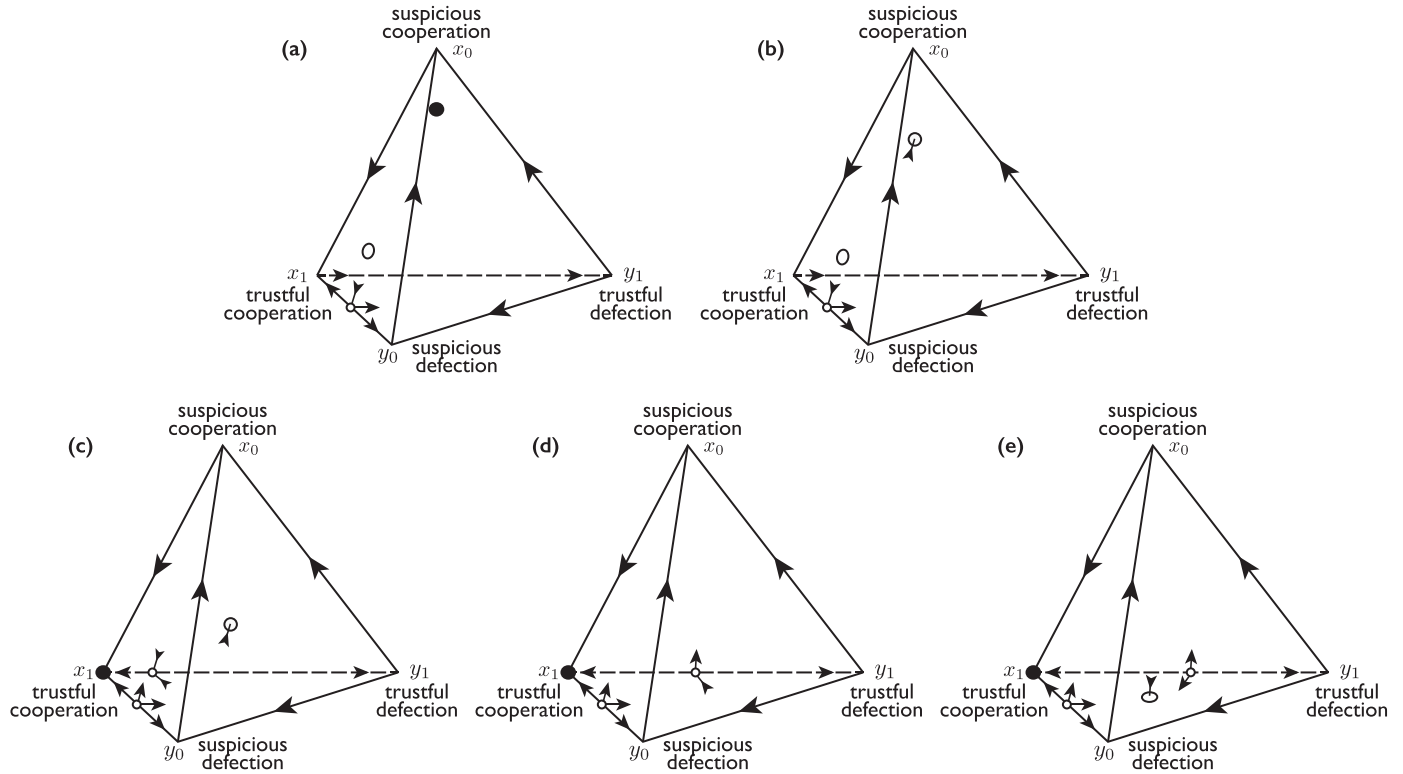 (a)
suspicious
cooperation
x₀
x₁
y₁
trustful
cooperation
trustful
defection
y₀
suspicious
defection
(b)
suspicious
cooperation
x₀
x₁
y₁
trustful
cooperation
trustful
defection
y₀
suspicious
defection
(c)
suspicious
cooperation
x₀
x₁
y₁
trustful
cooperation
trustful
defection
y₀
suspicious
defection
(d)
suspicious
cooperation
x₀
x₁
y₁
trustful
cooperation
trustful
defection
y₀
suspicious
defection
(e)
suspicious
cooperation
x₀
x₁
y₁
trustful
cooperation
trustful
defection
y₀
suspicious
defection